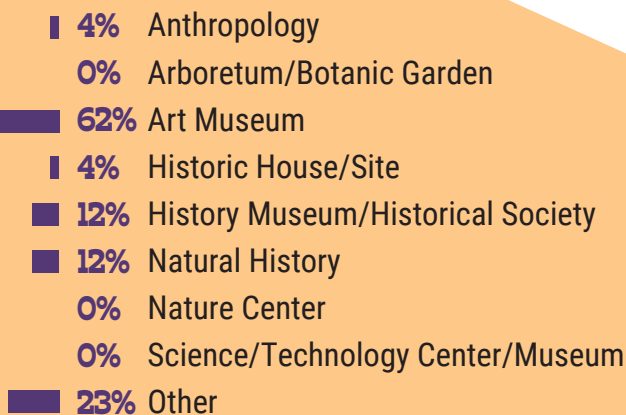 4% Anthropology
0% Arboretum/Botanic Garden
62% Art Museum
4% Historic House/Site
12% History Museum/Historical Society
12% Natural History
0% Nature Center
0% Science/Technology Center/Museum
23% Other